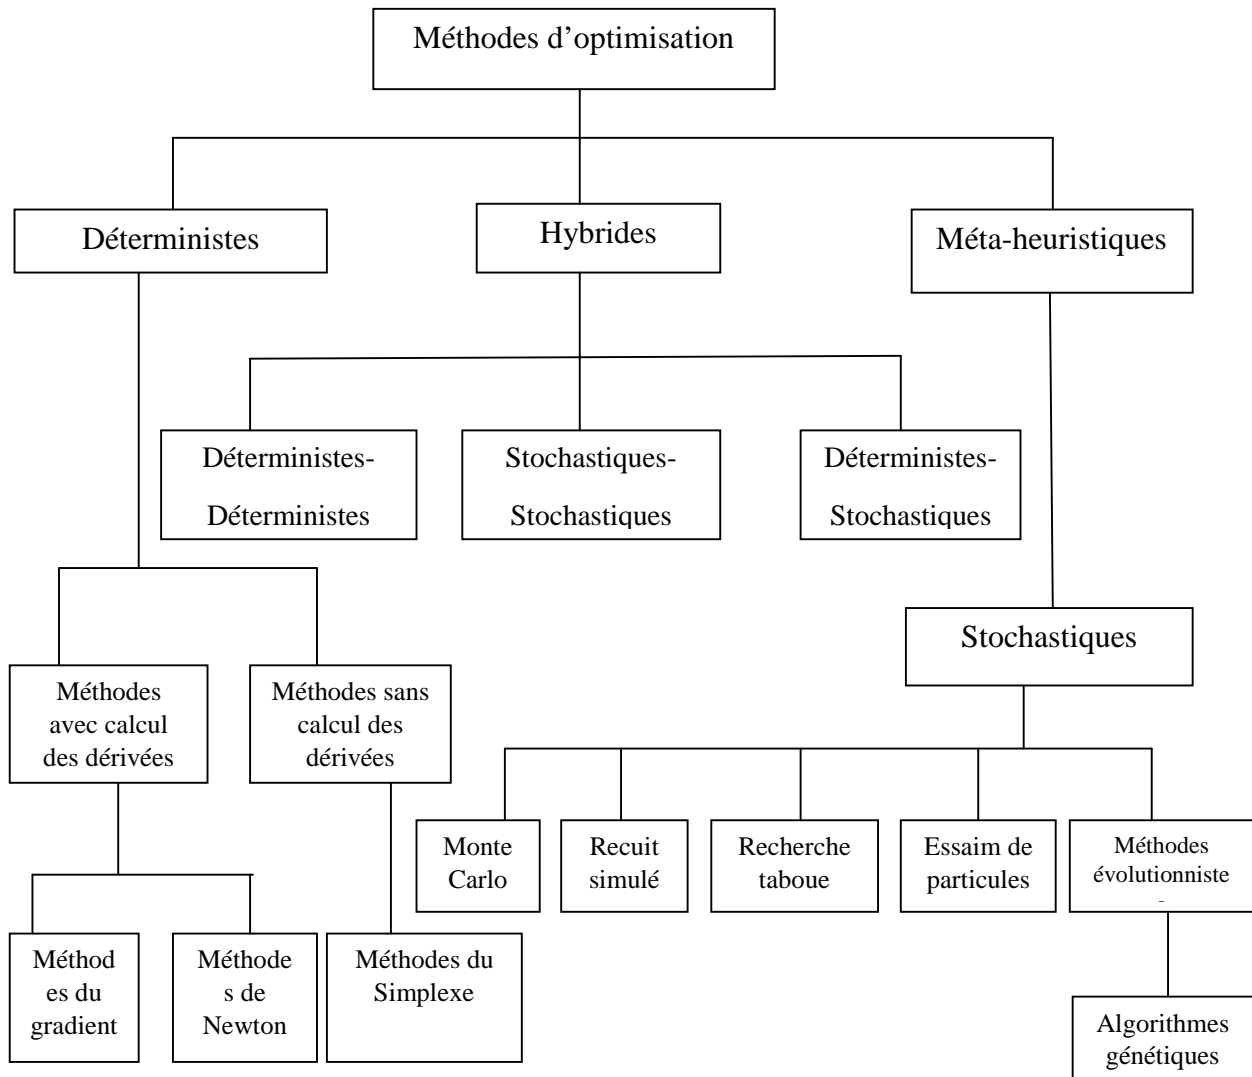 Méthodes d’optimisation
Déterministes
Hybrides
Méta-heuristiques
Déterministes-
Déterministes
Stochastiques-
Stochastiques
Déterministes-
Stochastiques
Stochastiques
Méthodes
avec calcul
des dérivées
Méthodes sans
calcul des
dérivées
Monte
Carlo
Recuit
simulé
Recherche
taboue
Essaim de
particules
Méthodes
évolutionniste
Méthod
es du
gradient
Méthode
s de
Newton
Méthodes du
Simplexe
Algorithmes
génétiques